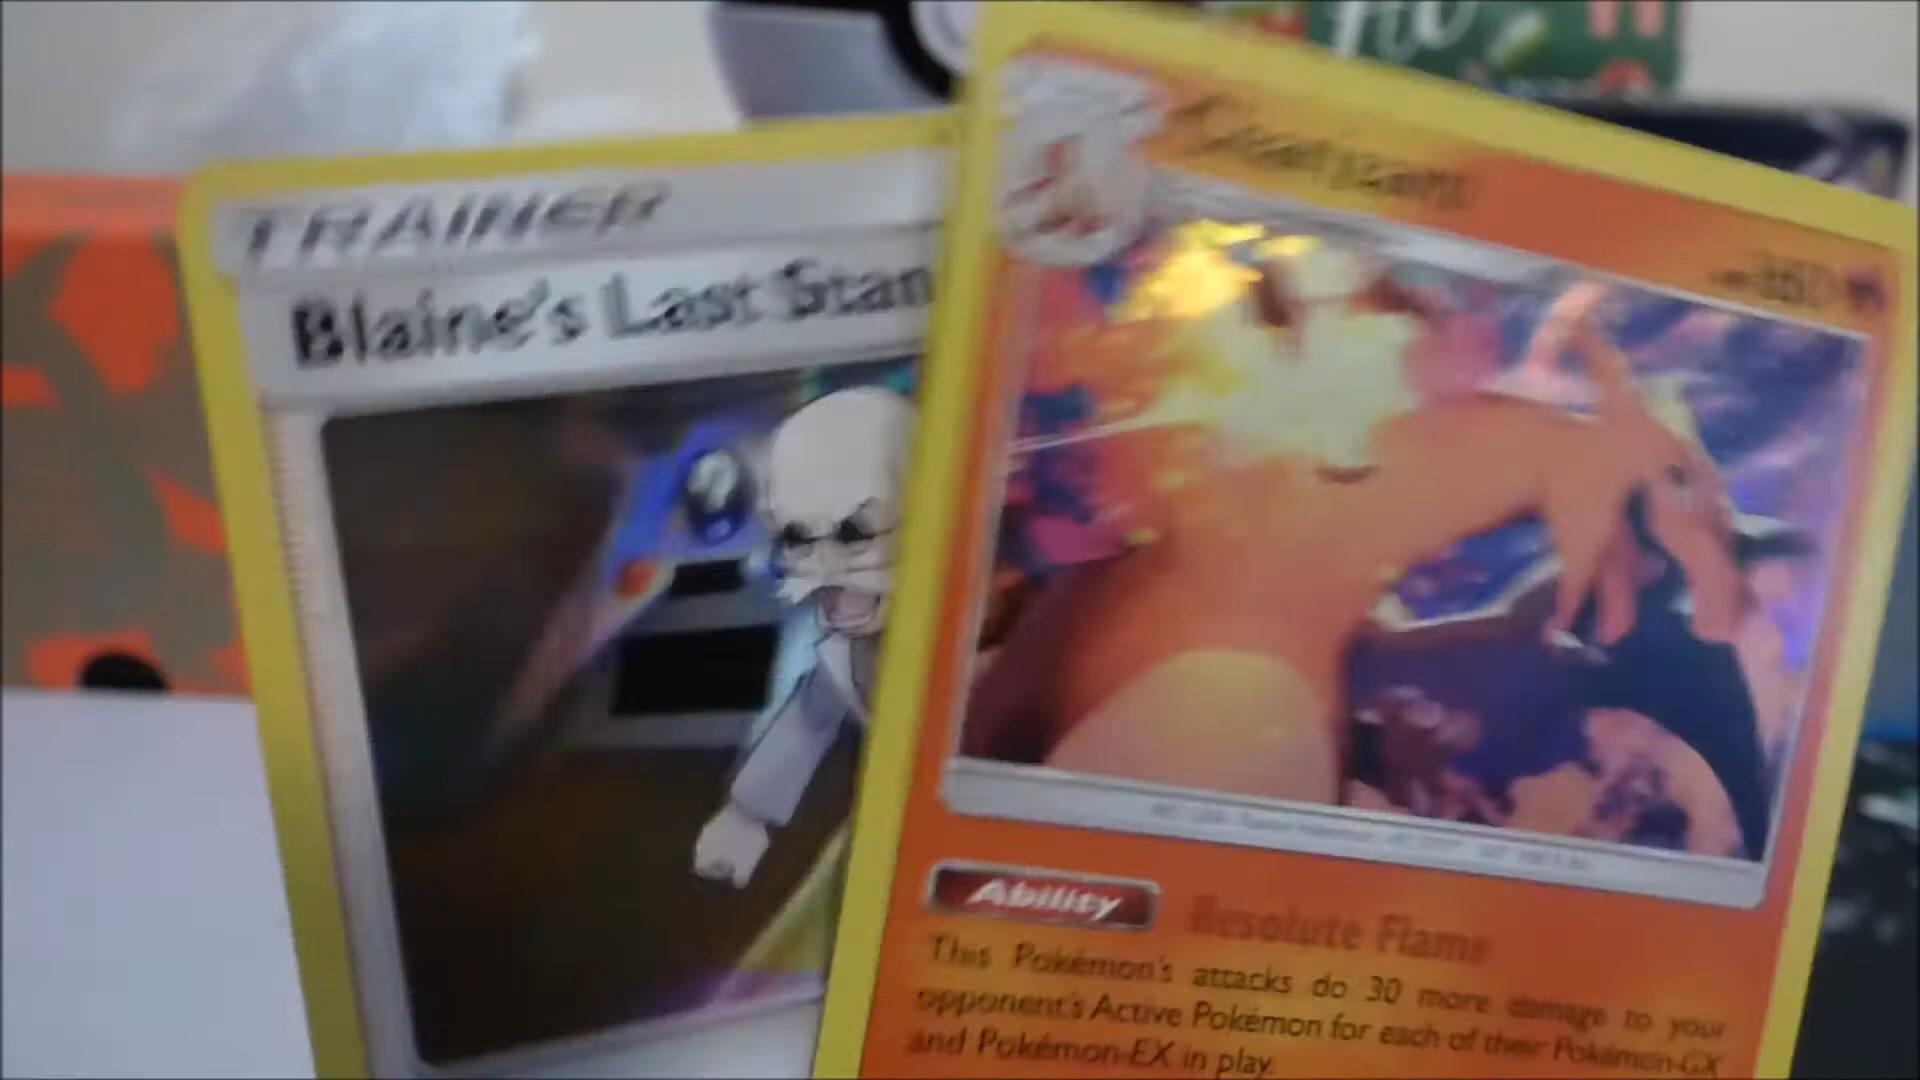 TRAINER
Blaine's Last Stan
Ability Resolute Flame
This Pokémon's attacks do 30 more damage to your
opponent's Active Pokémon for each of their Pokémon-GX
and Pokémon-EX in play.